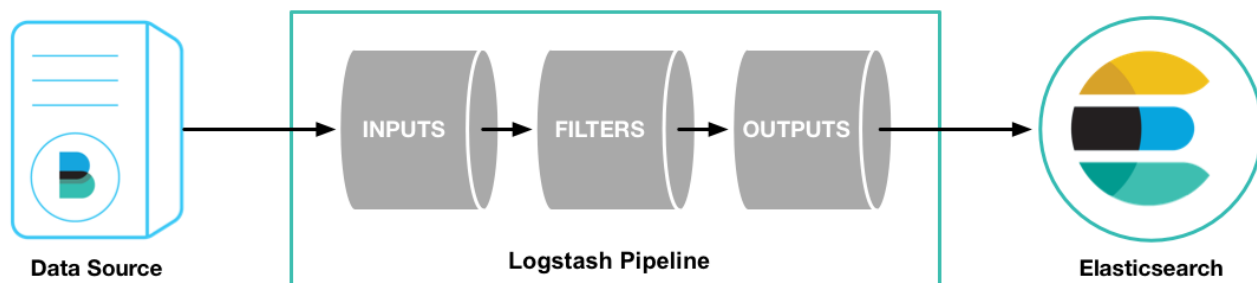 INPUTS
FILTERS
OUTPUTS
Data Source
Logstash Pipeline
Elasticsearch